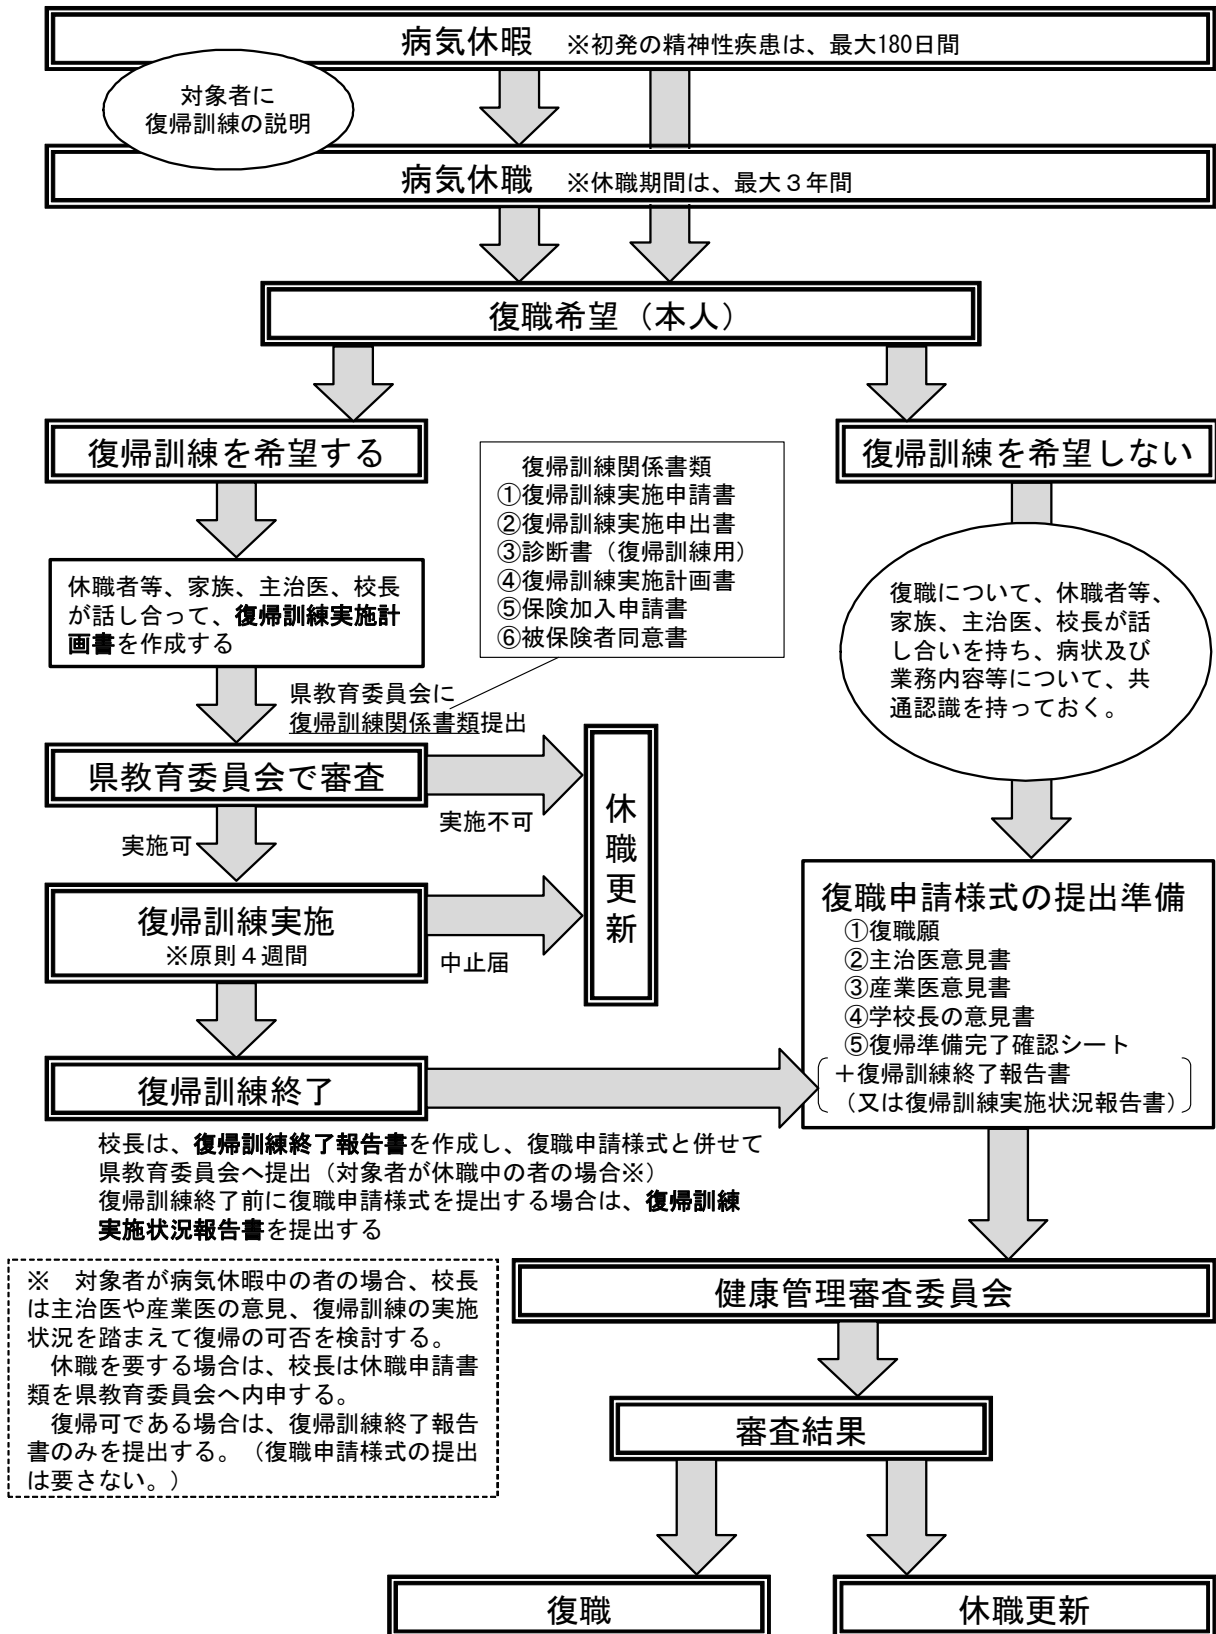 病気休暇　※初発の精神性疾患は、最大180日間
対象者に
復帰訓練の説明
病気休職　※休職期間は、最大３年間
復職希望（本人）
復帰訓練を希望する
復帰訓練を希望しない
復帰訓練関係書類
①復帰訓練実施申請書
②復帰訓練実施申出書
③診断書（復帰訓練用）
④復帰訓練実施計画書
⑤保険加入申請書
⑥被保険者同意書
休職者等、家族、主治医、校長
が話し合って、復帰訓練実施計
画書を作成する
復職について、休職者等、
家族、主治医、校長が話
し合いを持ち、病状及び
業務内容等について、共
通認識を持っておく。
県教育委員会に
復帰訓練関係書類提出
県教育委員会で審査
実施不可
実施可
休職更新
復帰訓練実施
※原則４週間
中止届
復職申請様式の提出準備
①復職願
②主治医意見書
③産業医意見書
④学校長の意見書
⑤復帰準備完了確認シート
＋復帰訓練終了報告書
（又は復帰訓練実施状況報告書）
復帰訓練終了
校長は、復帰訓練終了報告書を作成し、復職申請様式と併せて
県教育委員会へ提出（対象者が休職中の者の場合※）
復帰訓練終了前に復職申請様式を提出する場合は、復帰訓練
実施状況報告書を提出する
※　対象者が病気休暇中の者の場合、校長
は主治医や産業医の意見、復帰訓練の実施
状況を踏まえて復帰の可否を検討する。
　休職を要する場合は、校長は休職申請書
類を県教育委員会へ内申する。
　復帰可である場合は、復帰訓練終了報告
書のみを提出する。（復職申請様式の提出
は要さない。）
健康管理審査委員会
審査結果
復職
休職更新